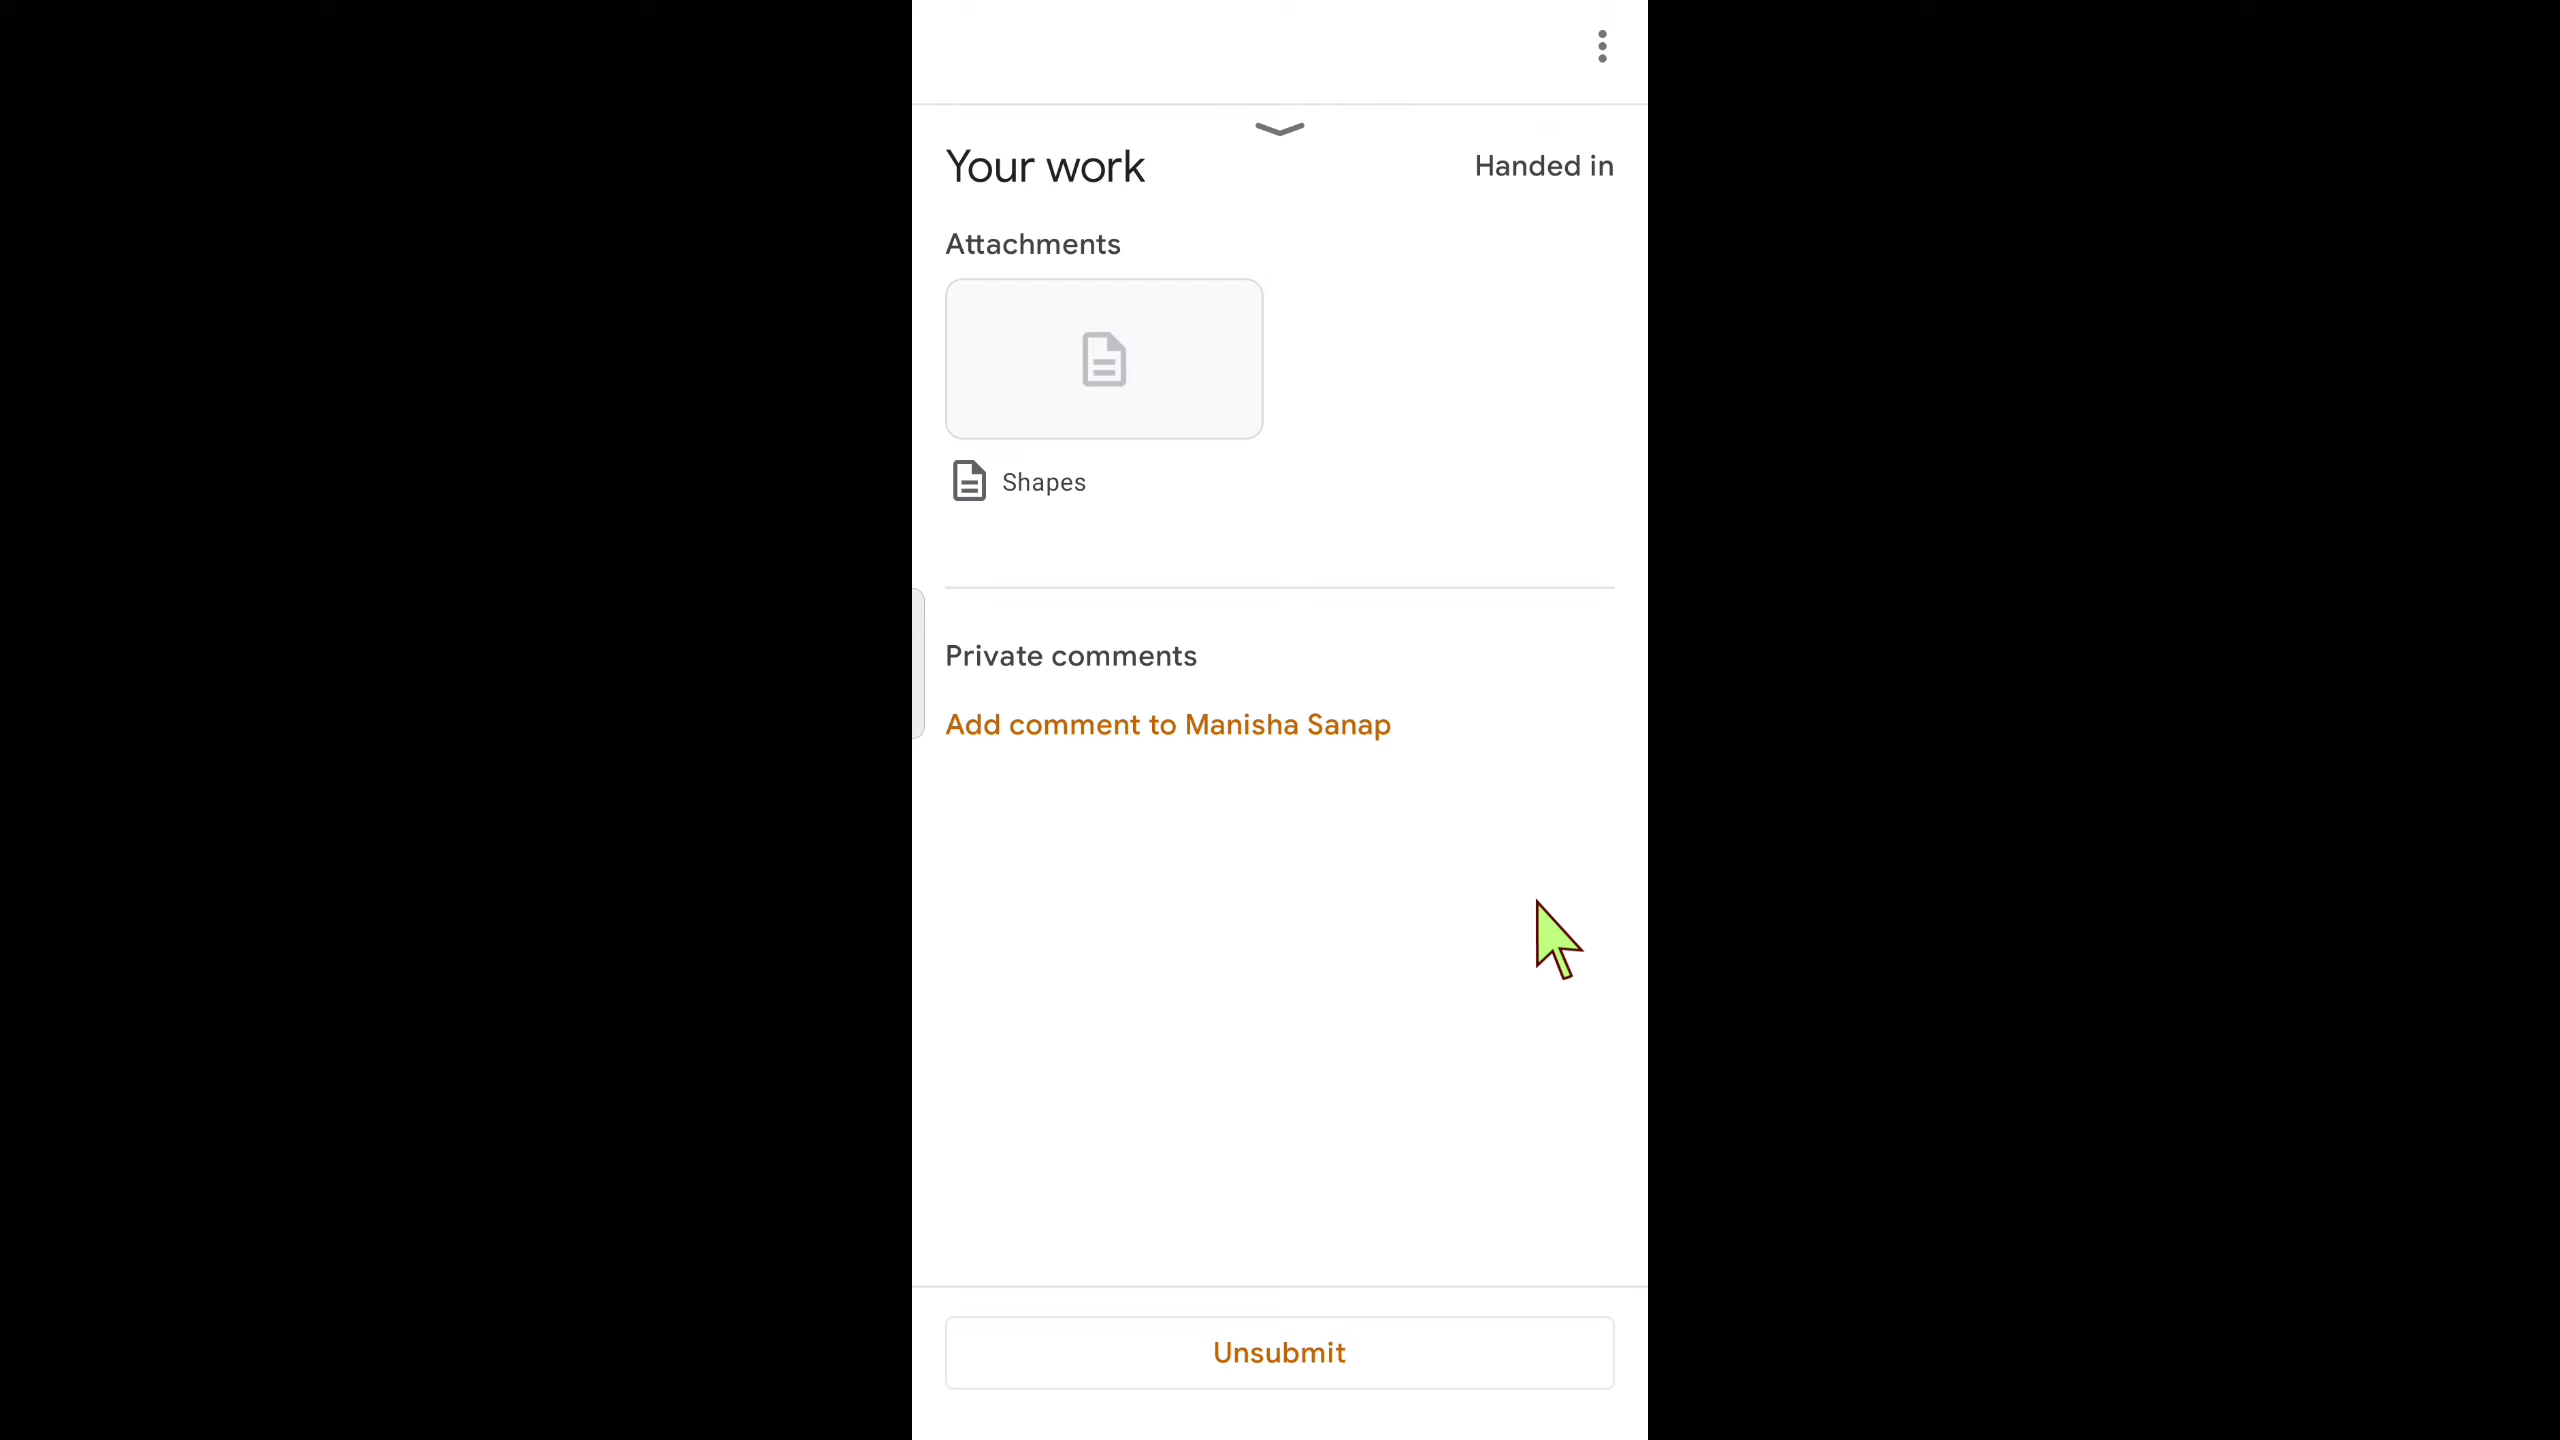 Your work
Handed in
Attachments
Shapes
Private comments
Add comment to Manisha Sanap
Unsubmit